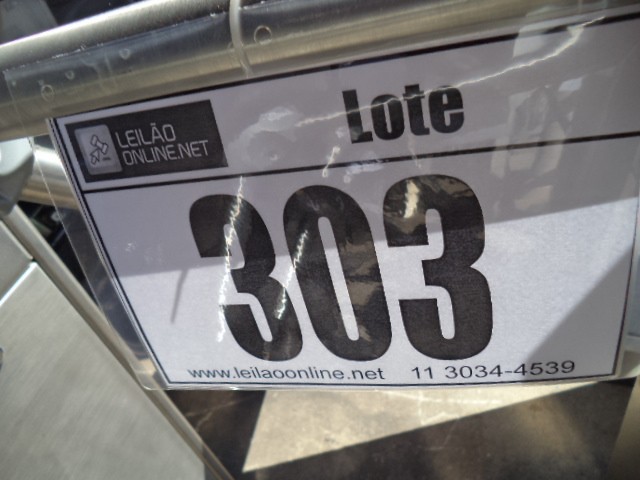 LEILÃO
ONLINE.NET
Lote
303
www.leilaoonline.net 11 3034-4539